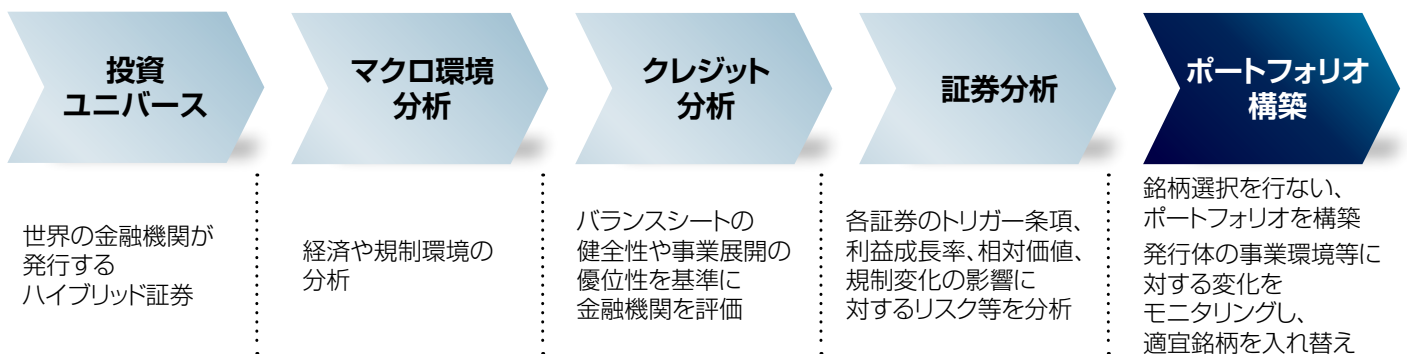 投資
ユニバース
世界の金融機関が
発行する
ハイブリッド証券
マクロ環境
分析
経済や規制環境の
分析
クレジット
分析
バランスシートの
健全性や事業展開の
優位性を基準に
金融機関を評価
証券分析
各証券のトリガー条項、
利益成長率、相対価値、
規制変化の影響に
対するリスク等を分析
ポートフォリオ
構築
銘柄選択を行ない、
ポートフォリオを構築
発行体の事業環境等に
対する変化を
モニタリングし、
適宜銘柄を入れ替え